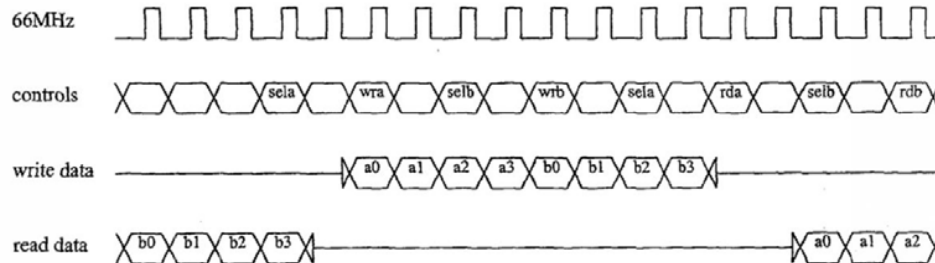 66MHz
controls sela wra selb wrb sela rda selb rdb
write data a0 a1 a2 a3 b0 b1 b2 b3
read data b0 b1 b2 b3 a0 a1 a2